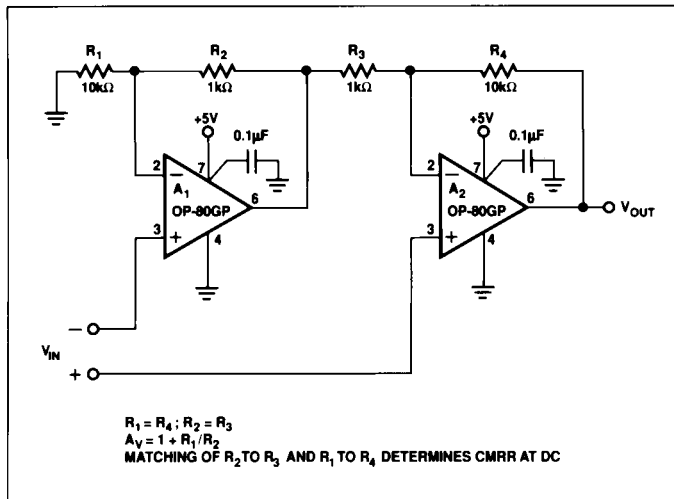 R1 R2 R3 R4
10kΩ 1kΩ 1kΩ 10kΩ
+5V 0.1µF +5V 0.1µF
2 − 7 2 − 7
A1 6 A2 6 VOUT
OP-80GP OP-80GP
3 + 4 3 + 4
−
VIN
+
R1 = R4 ; R2 = R3
AV = 1 + R1/R2
MATCHING OF R2 TO R3 AND R1 TO R4 DETERMINES CMRR AT DC